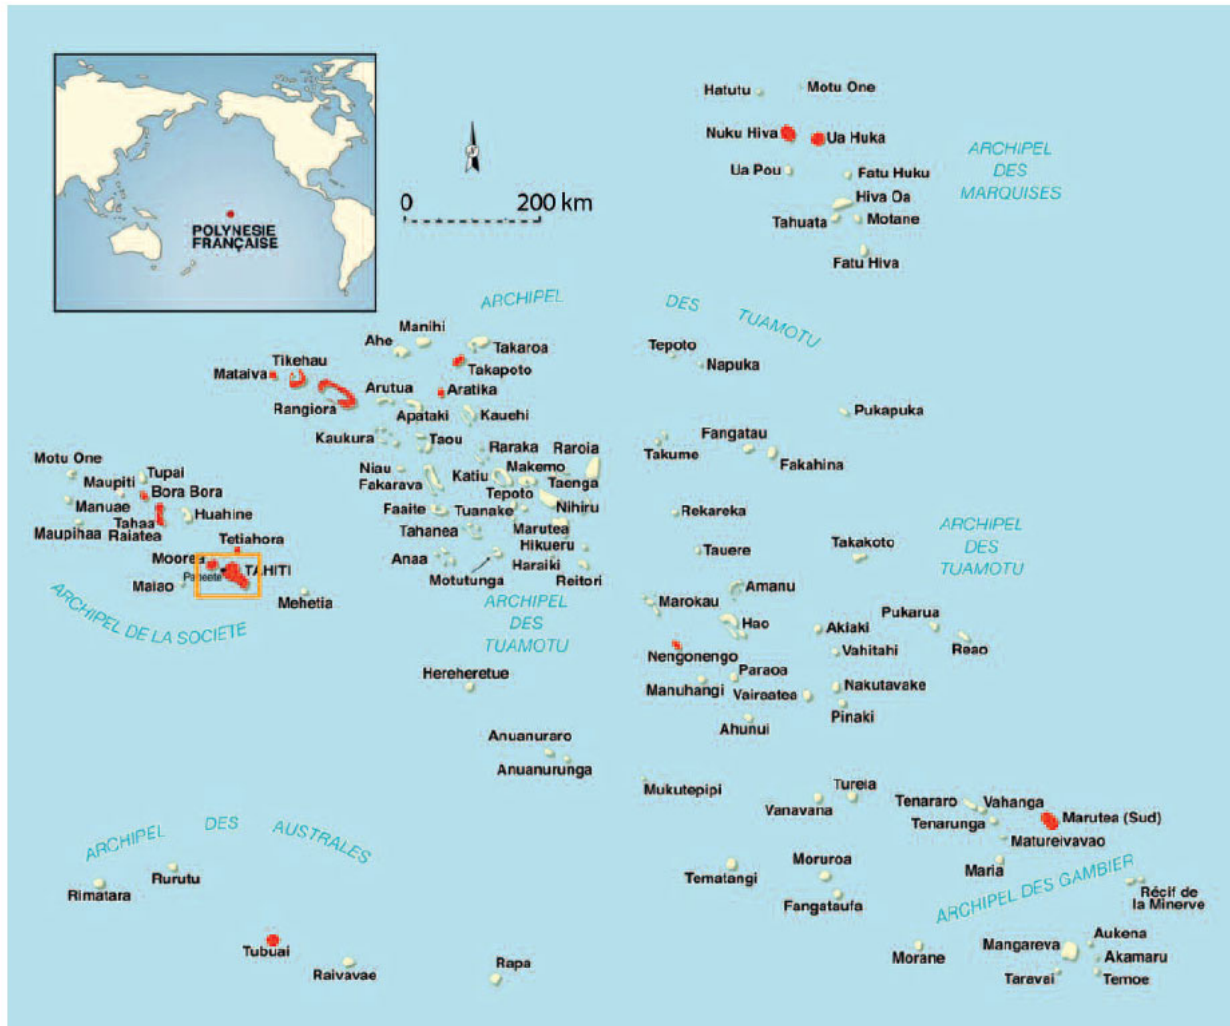 POLYNESIE
FRANÇAISE
0 200 km
Hatutu
Motu One
Nuku Hiva
Ua Huka
Ua Pou
Fatu Huku
Hiva Oa
Tahuata
Motane
Fatu Hiva
ARCHIPEL
DES
MARQUISES
ARCHIPEL DES TUAMOTU
Manihi
Ahe
Takaroa
Takapoto
Tikehau
Mataiva
Rangiora
Arutua
Aratika
Apataki
Kauehi
Kaukura
Taou
Raraka
Raroia
Niau
Fakarava
Katiu
Makemo
Taenga
Tepoto
Nihiru
Faaite
Tuanake
Tahanea
Marutea
Hikueru
Anaa
Haraiki
Motutunga
Reitori
Tepoto
Napuka
Pukapuka
Fangatau
Takume
Fakahina
Rekareka
Tauere
Takakoto
ARCHIPEL
DES
TUAMOTU
Motu One
Tupai
Maupiti
Bora Bora
Manuae
Huahine
Tahaa
Maupihaa
Raiatea
Tetiahora
Moorea
Papeete
TAHITI
Maiao
Mehetia
ARCHIPEL DE LA SOCIETE
ARCHIPEL
DES
TUAMOTU
Amanu
Marokau
Hao
Akiaki
Pukarua
Nengonengo
Vahitahi
Reao
Paraoa
Manuhangi
Vairaatea
Nakutavake
Pinaki
Ahunui
Hereheretue
Anuanuraro
Anuanurunga
Mukutepipi
Tureia
Vanavana
Tenararo
Vahanga
Marutea (Sud)
Tenarunga
Matureivavao
Moruroa
Maria
Tematangi
Fangataufa
ARCHIPEL DES GAMBIER
Récif de
la Minerve
Morane
Mangareva
Aukena
Akamaru
Taravai
Temoe
ARCHIPEL DES AUSTRALES
Rurutu
Rimatara
Tubuai
Raivavae
Rapa